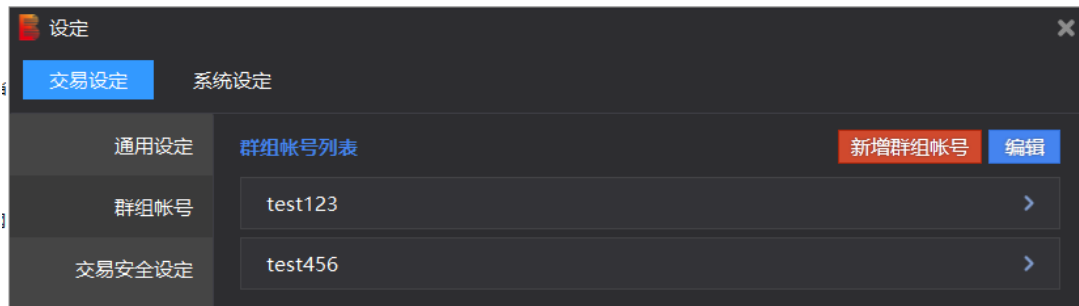 设定
交易设定 系统设定
通用设定
群组帐号列表 新增群组帐号 编辑
群组帐号
test123
交易安全设定
test456